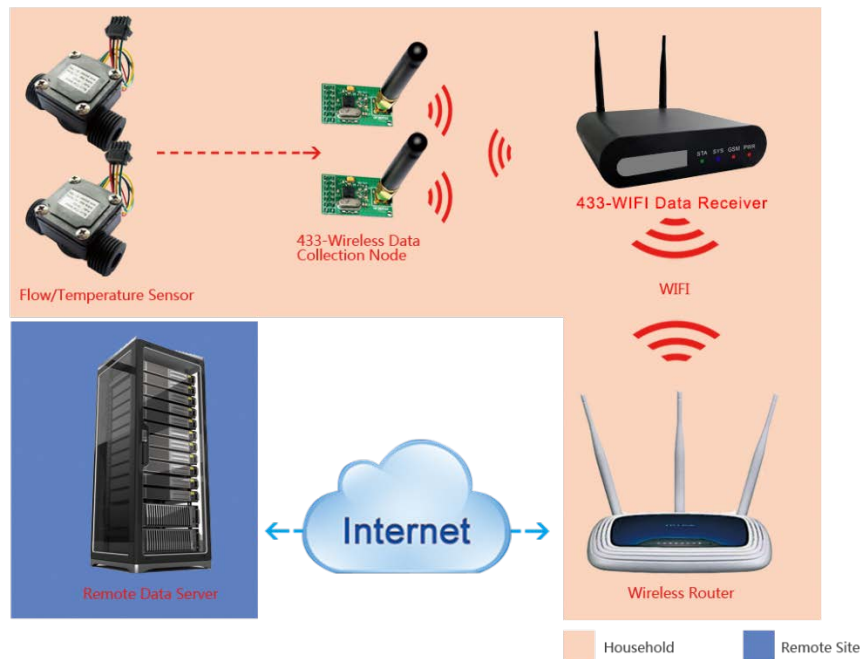 STA SYS GSM PWR
433-WIFI Data Receiver
433-Wireless Data
Collection Node
Flow/Temperature Sensor
WIFI
Internet
Remote Data Server
Wireless Router
Household
Remote Site